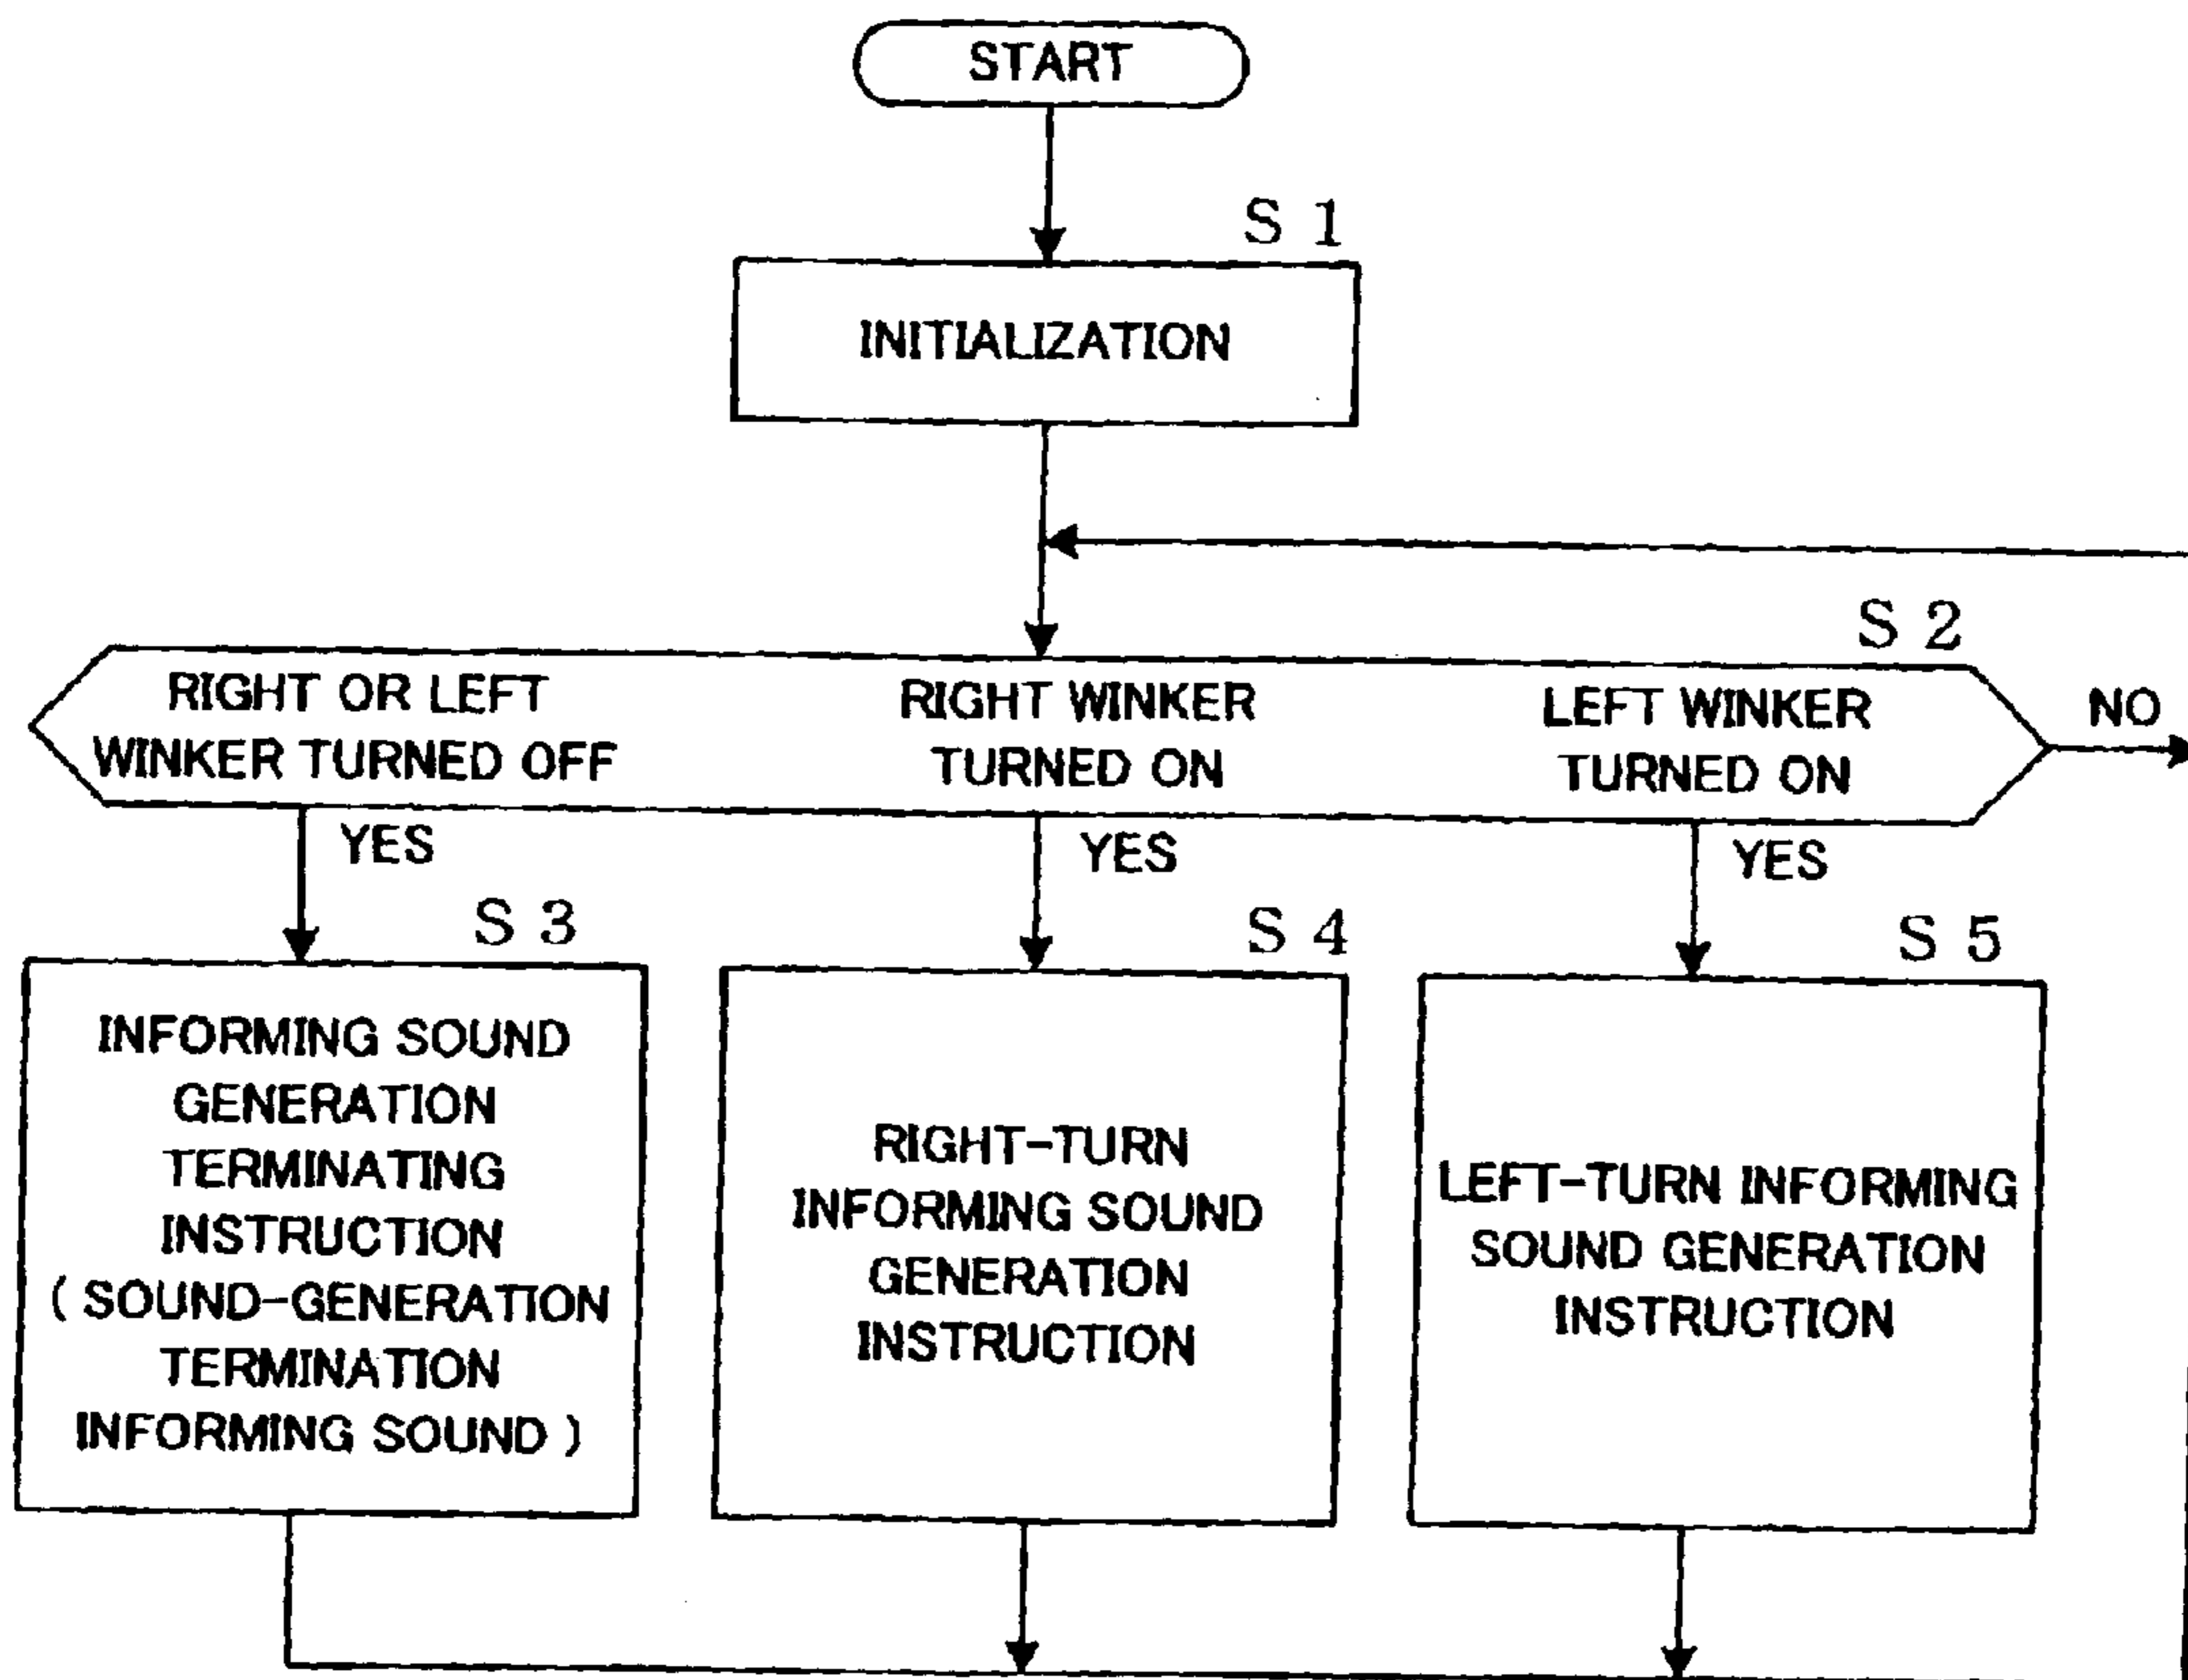 START
S 1
INITIALIZATION
S 2
RIGHT OR LEFT
WINKER TURNED OFF
RIGHT WINKER
TURNED ON
LEFT WINKER
TURNED ON
NO
YES
YES
YES
S 3
INFORMING SOUND
GENERATION
TERMINATING
INSTRUCTION
( SOUND-GENERATION
TERMINATION
INFORMING SOUND )
S 4
RIGHT-TURN
INFORMING SOUND
GENERATION
INSTRUCTION
S 5
LEFT-TURN INFORMING
SOUND GENERATION
INSTRUCTION